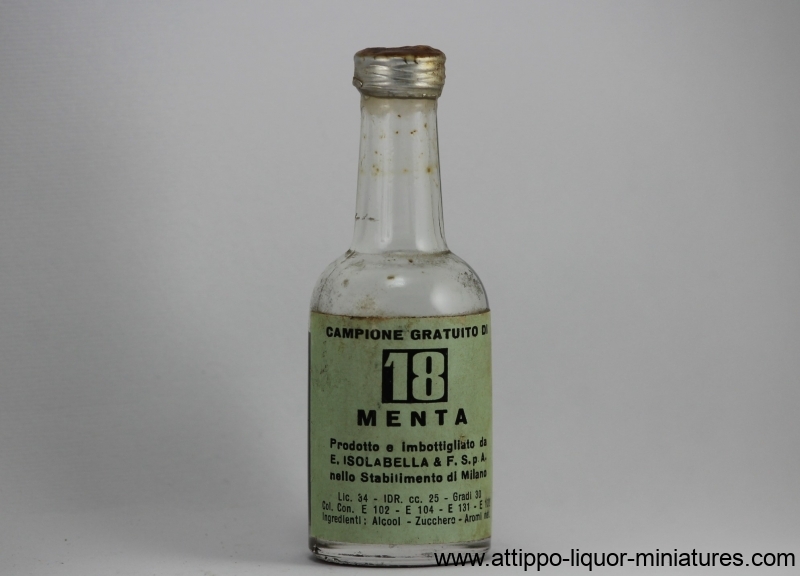 CAMPIONE GRATUITO DI
18
MENTA
Prodotto e Imbottigliato da
E. ISOLABELLA & F. S. p. A.
nello Stabilimento di Milano
Lic. 34 - IDR. cc. 25 - Gradi 30
Col. Con. E 102 - E 104 - E 131 - E
Ingredienti: Alcool - Zucchero - Aromi
www.attippo-liquor-miniatures.com